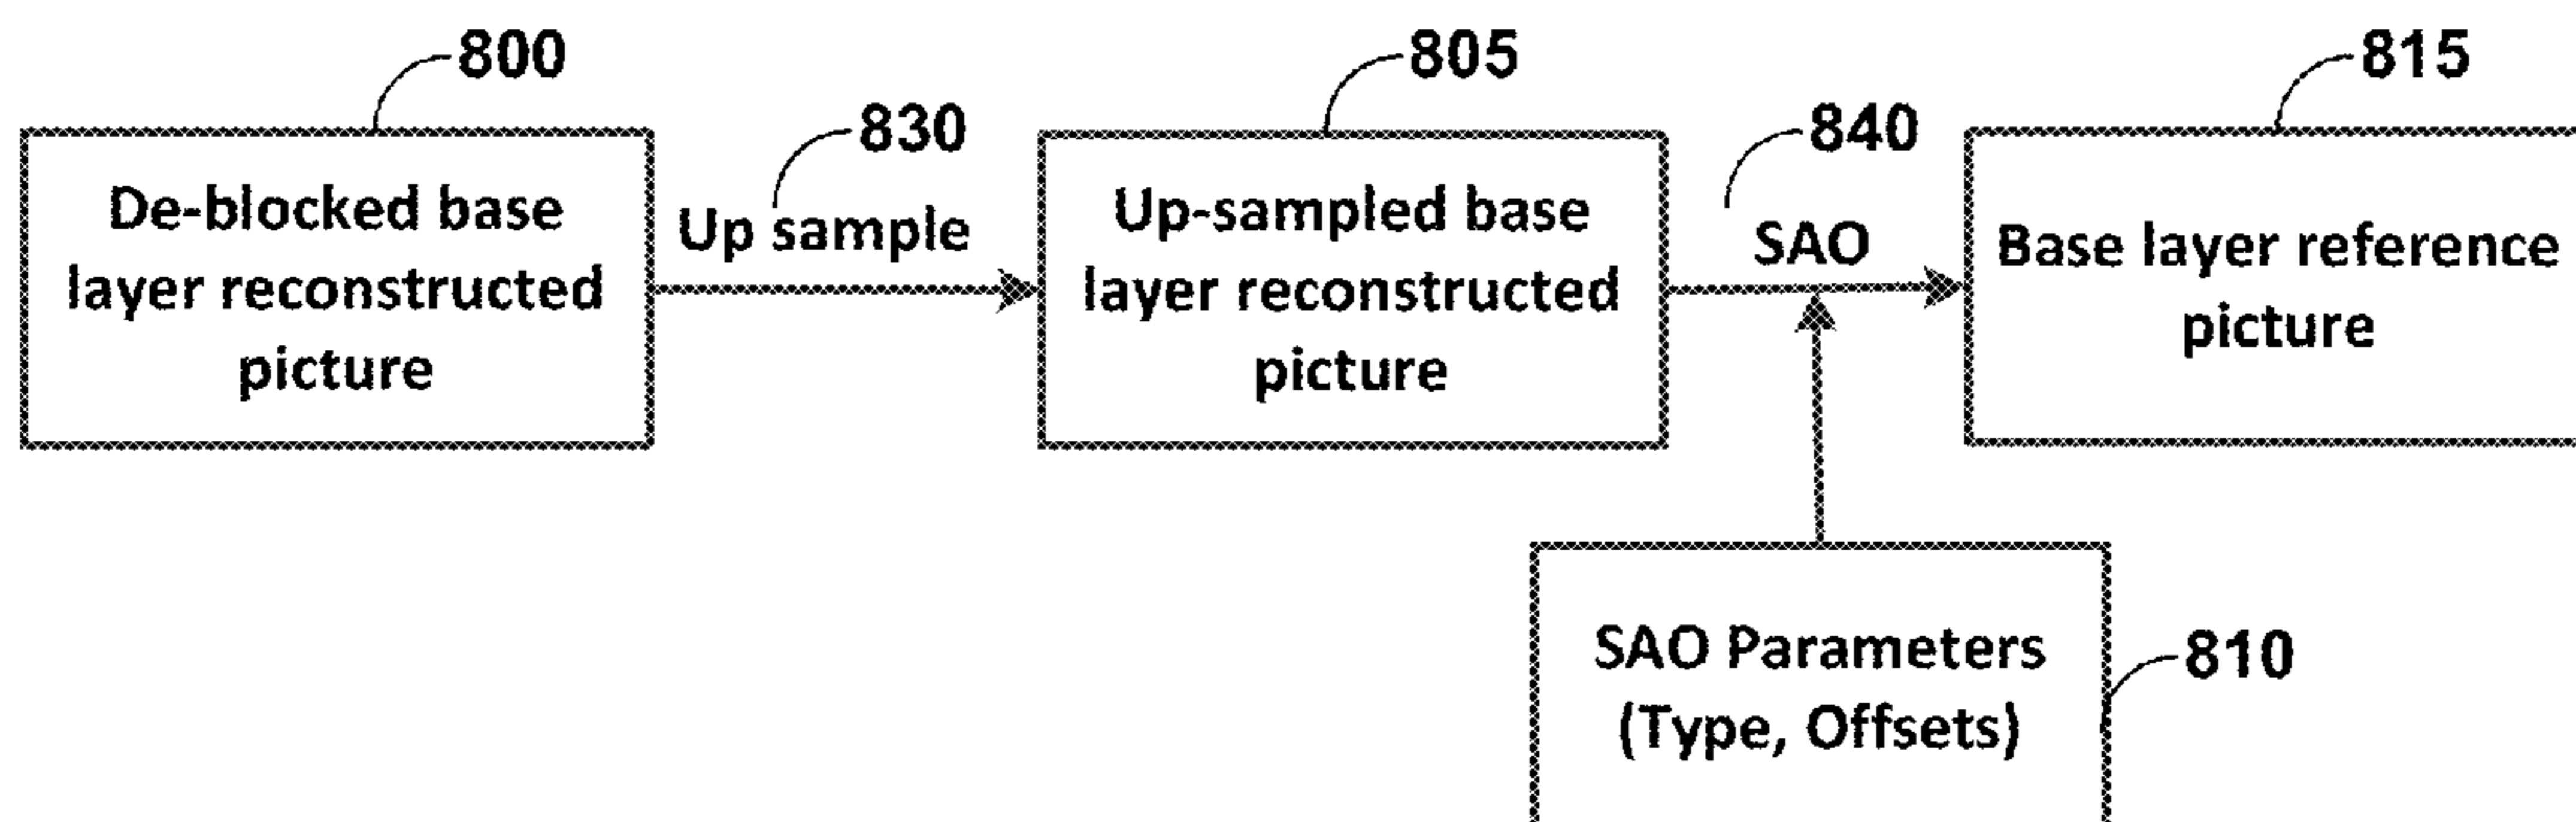 800
De-blocked base
layer reconstructed
picture
830
Up sample
805
Up-sampled base
layer reconstructed
picture
840
SAO
815
Base layer reference
picture
SAO Parameters
(Type, Offsets)
810